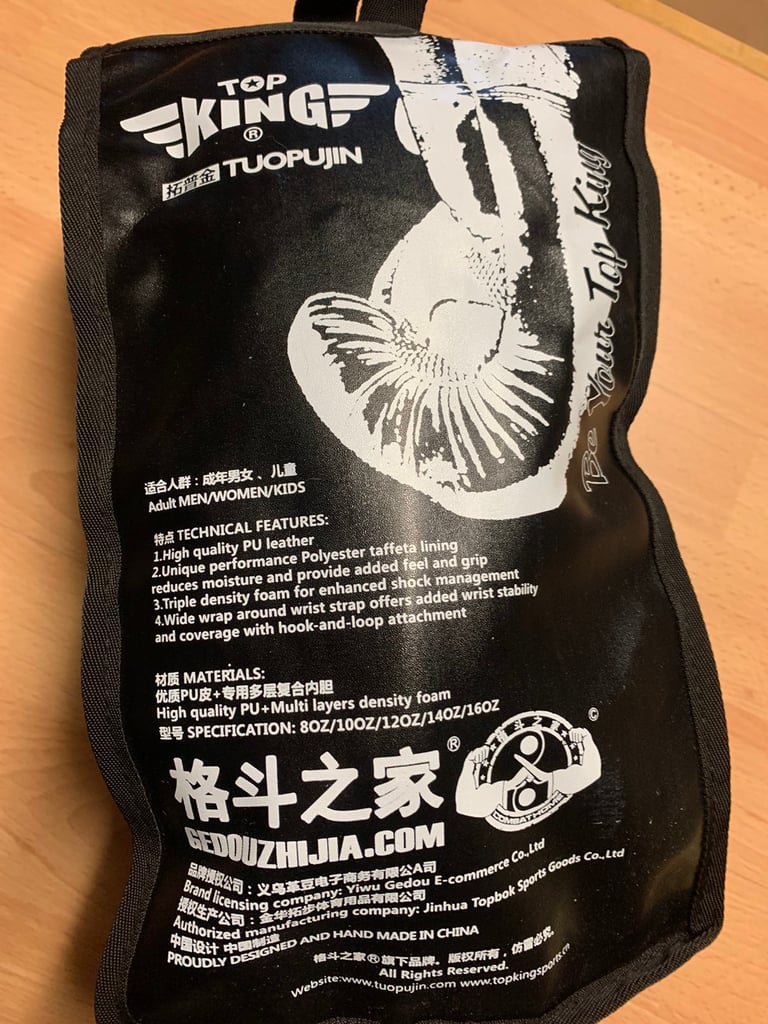 TOP
KING
®
拓普金 TUOPUJIN
Be Your Top King
适合人群：成年男女、儿童
Adult MEN/WOMEN/KIDS
特点 TECHNICAL FEATURES:
1.High quality PU leather
2.Unique performance Polyester taffeta lining
reduces moisture and provide added feel and grip
3.Triple density foam for enhanced shock management
4.Wide wrap around wrist strap offers added wrist stability
and coverage with hook-and-loop attachment
材质 MATERIALS:
优质PU皮+专用多层复合内胆
High quality PU+Multi layers density foam
型号 SPECIFICATION: 8OZ/10OZ/12OZ/14OZ/16OZ
格斗之家®
GEDOUZHIJIA.COM
©
格斗之家
COMBATHOME
品牌授权公司：义乌革豆电子商务有限公A司
Brand licensing company: Yiwu Gedou E-commerce Co.,Ltd
授权生产公司：金华拓步体育用品有限公司
Authorized manufacturing company: Jinhua Topbok Sports Goods Co.,Ltd
中国设计 中国制造
PROUDLY DESIGNED AND HAND MADE IN CHINA
格斗之家®旗下品牌。版权所有，仿冒必究.
All Rights Reserved.
Website:www.tuopujin.com www.topkingsports.cn